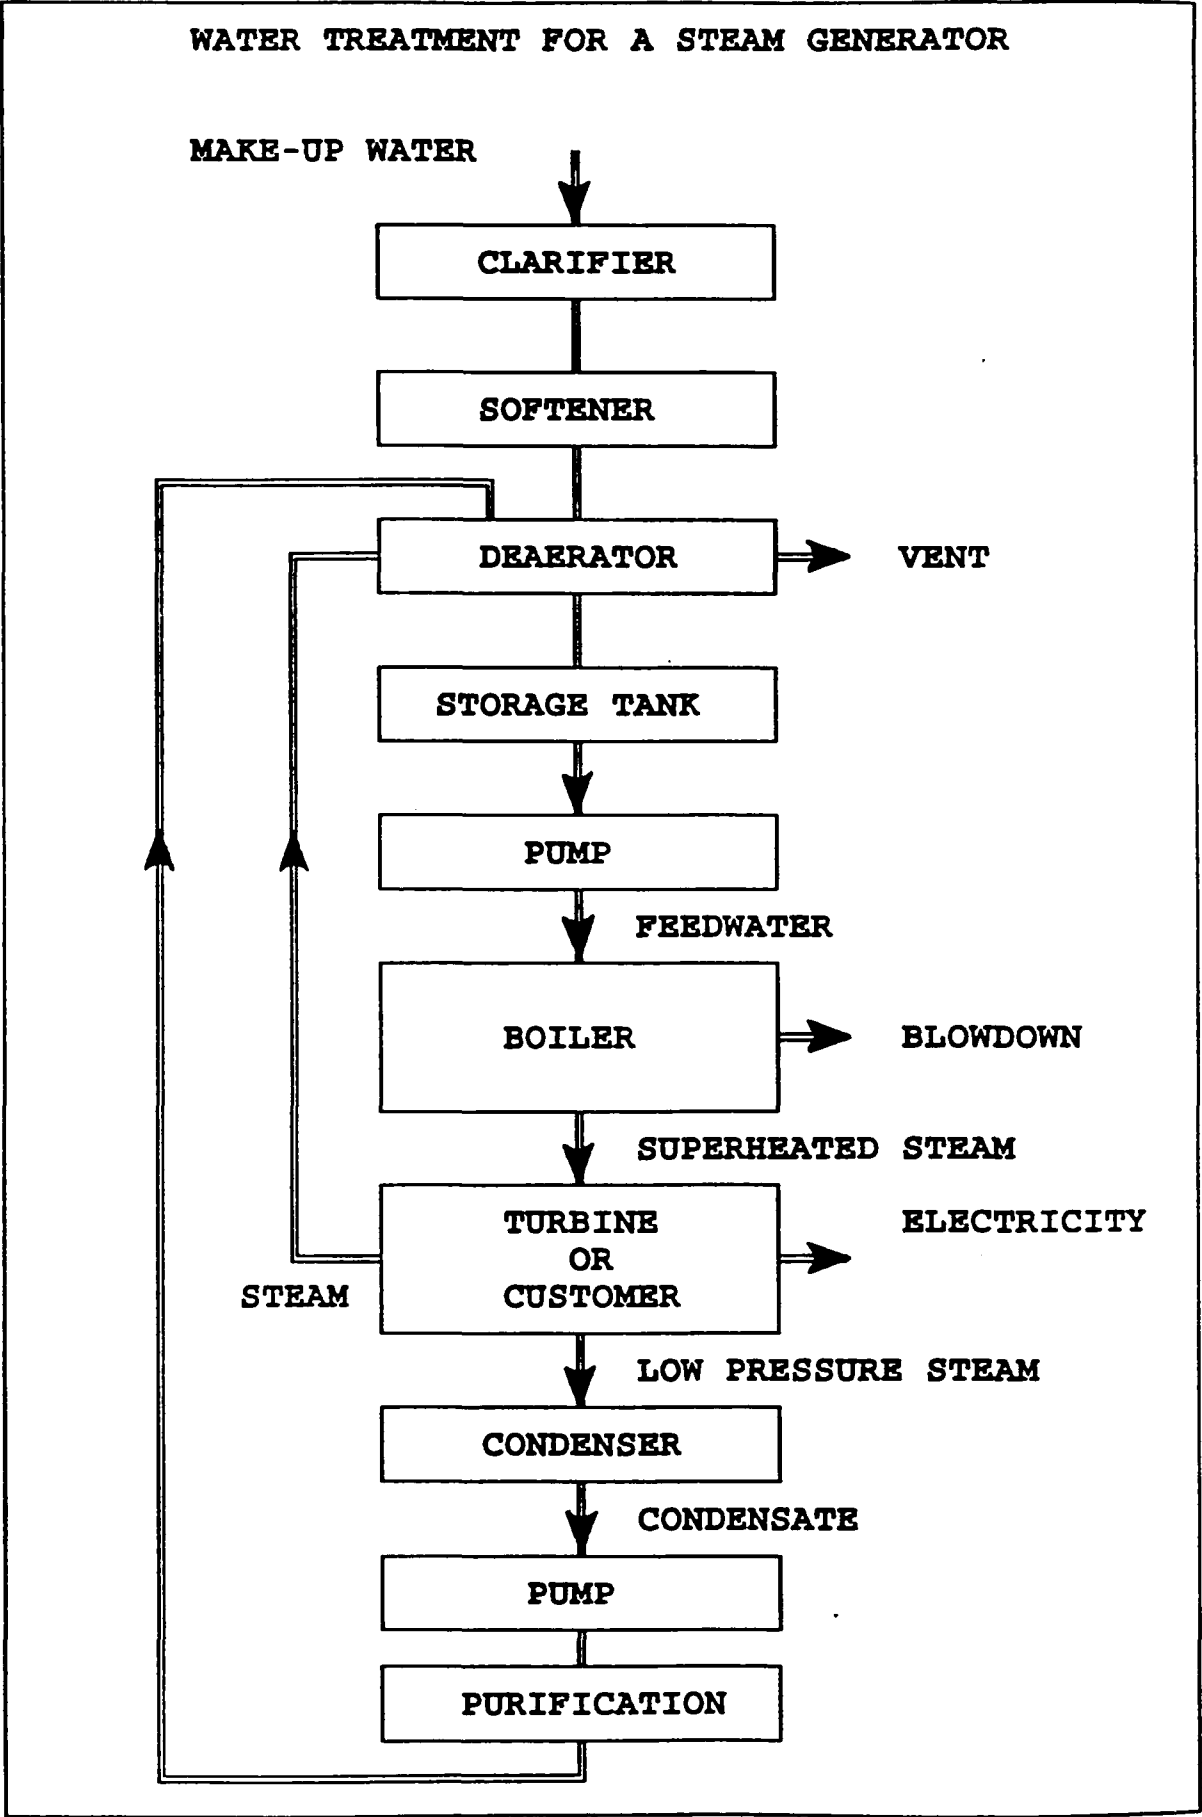 WATER TREATMENT FOR A STEAM GENERATOR
MAKE-UP WATER
CLARIFIER
SOFTENER
DEAERATOR
VENT
STORAGE TANK
PUMP
FEEDWATER
BOILER
BLOWDOWN
SUPERHEATED STEAM
TURBINE
OR
CUSTOMER
ELECTRICITY
STEAM
LOW PRESSURE STEAM
CONDENSER
CONDENSATE
PUMP
PURIFICATION